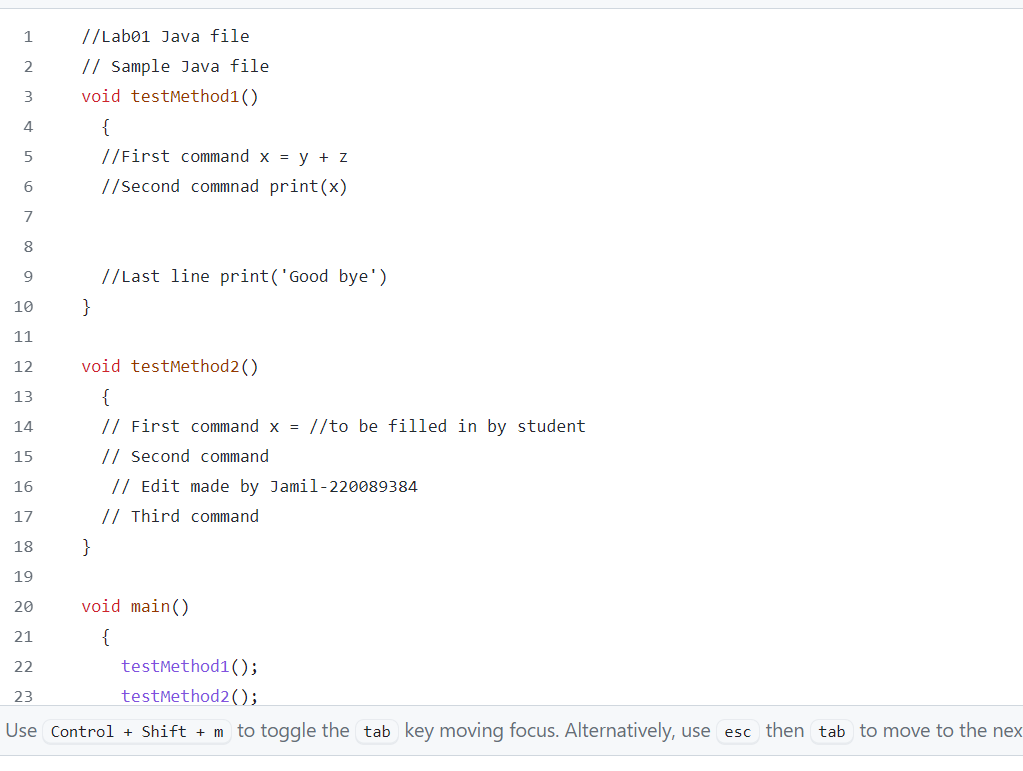 1 //Lab01 Java file
2 // Sample Java file
3 void testMethod1()
4 {
5 //First command x = y + z
6 //Second commnad print(x)
7
8
9 //Last line print('Good bye')
10 }
11
12 void testMethod2()
13 {
14 // First command x = //to be filled in by student
15 // Second command
16 // Edit made by Jamil-220089384
17 // Third command
18 }
19
20 void main()
21 {
22 testMethod1();
23 testMethod2();
Use Control + Shift + m to toggle the tab key moving focus. Alternatively, use esc then tab to move to the nex